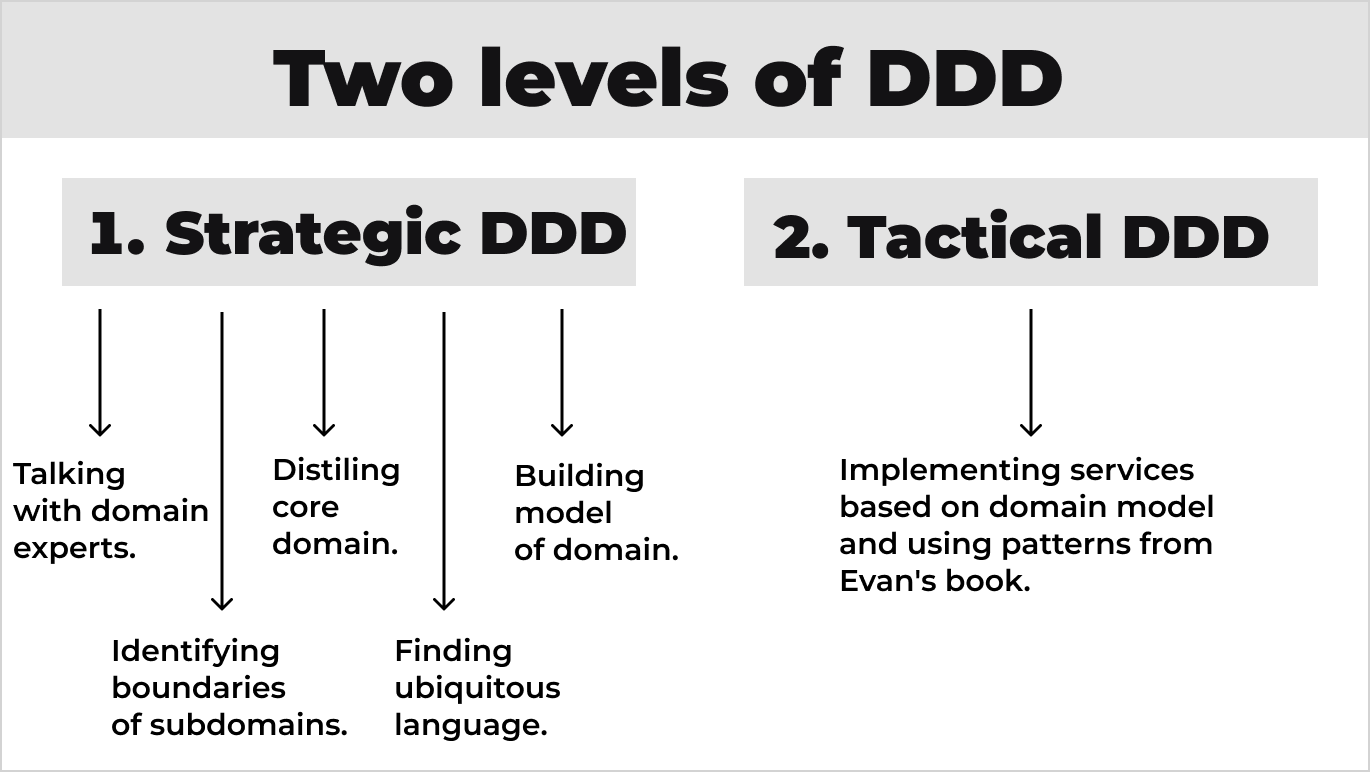 Two levels of DDD
1. Strategic DDD
2. Tactical DDD
Talking
with domain
experts.
Identifying
boundaries
of subdomains.
Distiling
core
domain.
Finding
ubiquitous
language.
Building
model
of domain.
Implementing services
based on domain model
and using patterns from
Evan's book.